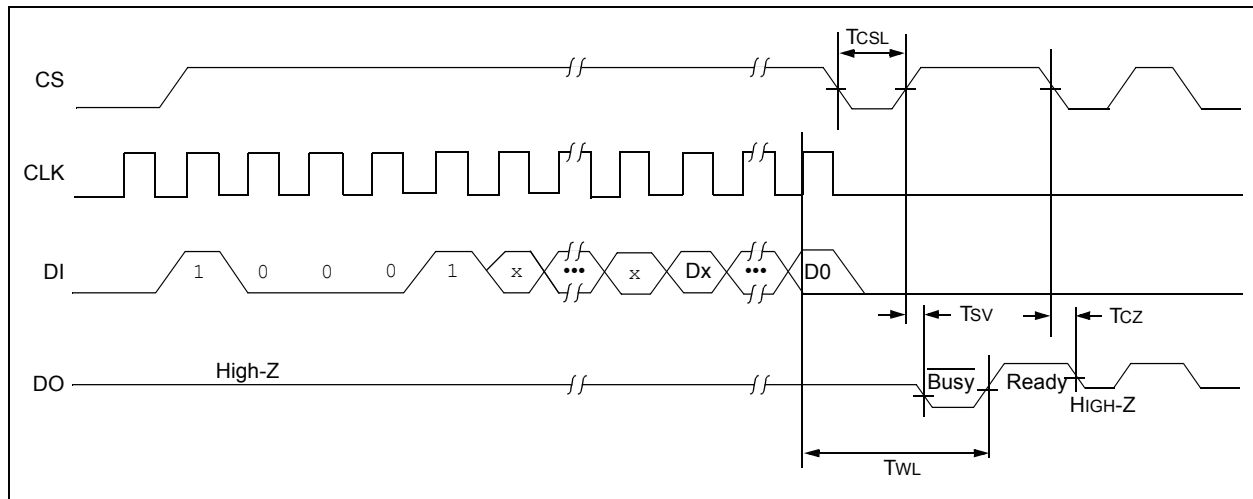 TCSL
CS
CLK
DI
1 0 0 0 1 x ••• x Dx ••• D0
TSV
TCZ
High-Z
DO
Busy
Ready
HIGH-Z
TWL